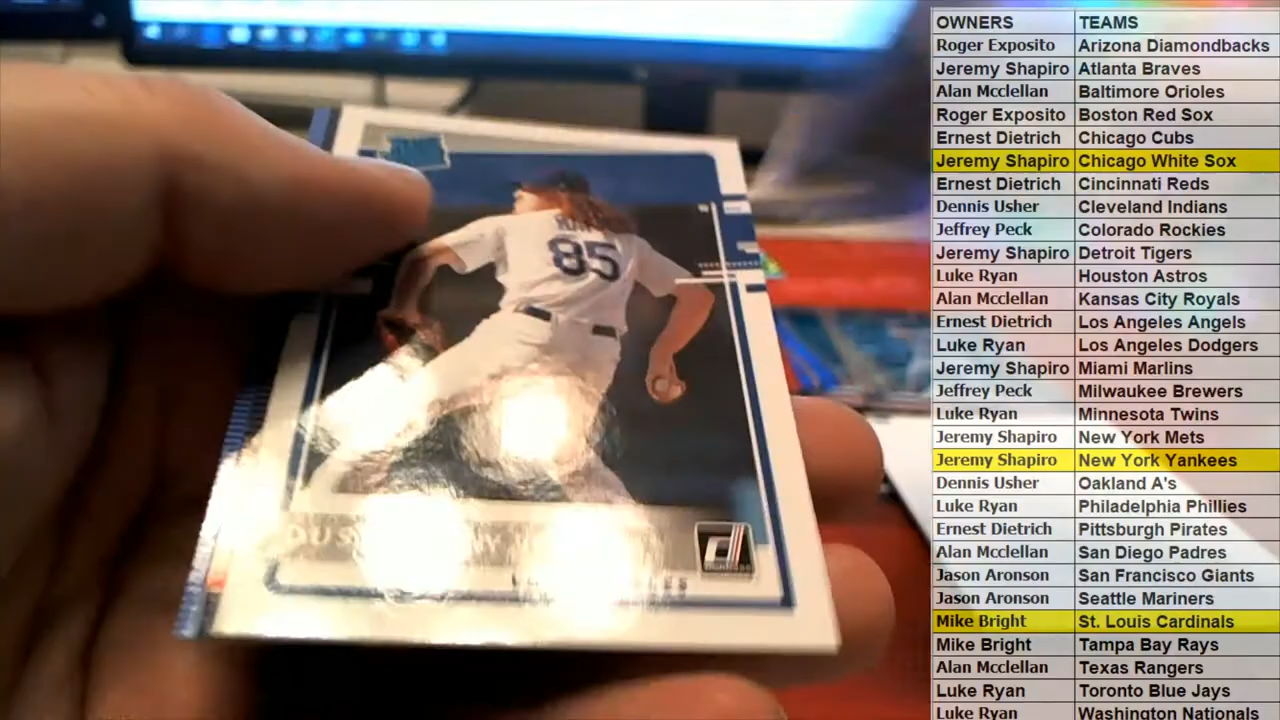 OWNERS TEAMS
Roger Exposito Arizona Diamondbacks
Jeremy Shapiro Atlanta Braves
Alan Mcclellan Baltimore Orioles
Roger Exposito Boston Red Sox
Ernest Dietrich Chicago Cubs
Jeremy Shapiro Chicago White Sox
Ernest Dietrich Cincinnati Reds
Dennis Usher Cleveland Indians
Jeffrey Peck Colorado Rockies
Jeremy Shapiro Detroit Tigers
Luke Ryan Houston Astros
Alan Mcclellan Kansas City Royals
Ernest Dietrich Los Angeles Angels
Luke Ryan Los Angeles Dodgers
Jeremy Shapiro Miami Marlins
Jeffrey Peck Milwaukee Brewers
Luke Ryan Minnesota Twins
Jeremy Shapiro New York Mets
Jeremy Shapiro New York Yankees
Dennis Usher Oakland A's
Luke Ryan Philadelphia Phillies
Ernest Dietrich Pittsburgh Pirates
Alan Mcclellan San Diego Padres
Jason Aronson San Francisco Giants
Jason Aronson Seattle Mariners
Mike Bright St. Louis Cardinals
Mike Bright Tampa Bay Rays
Alan Mcclellan Texas Rangers
Luke Ryan Toronto Blue Jays
Luke Ryan Washington Nationals
85